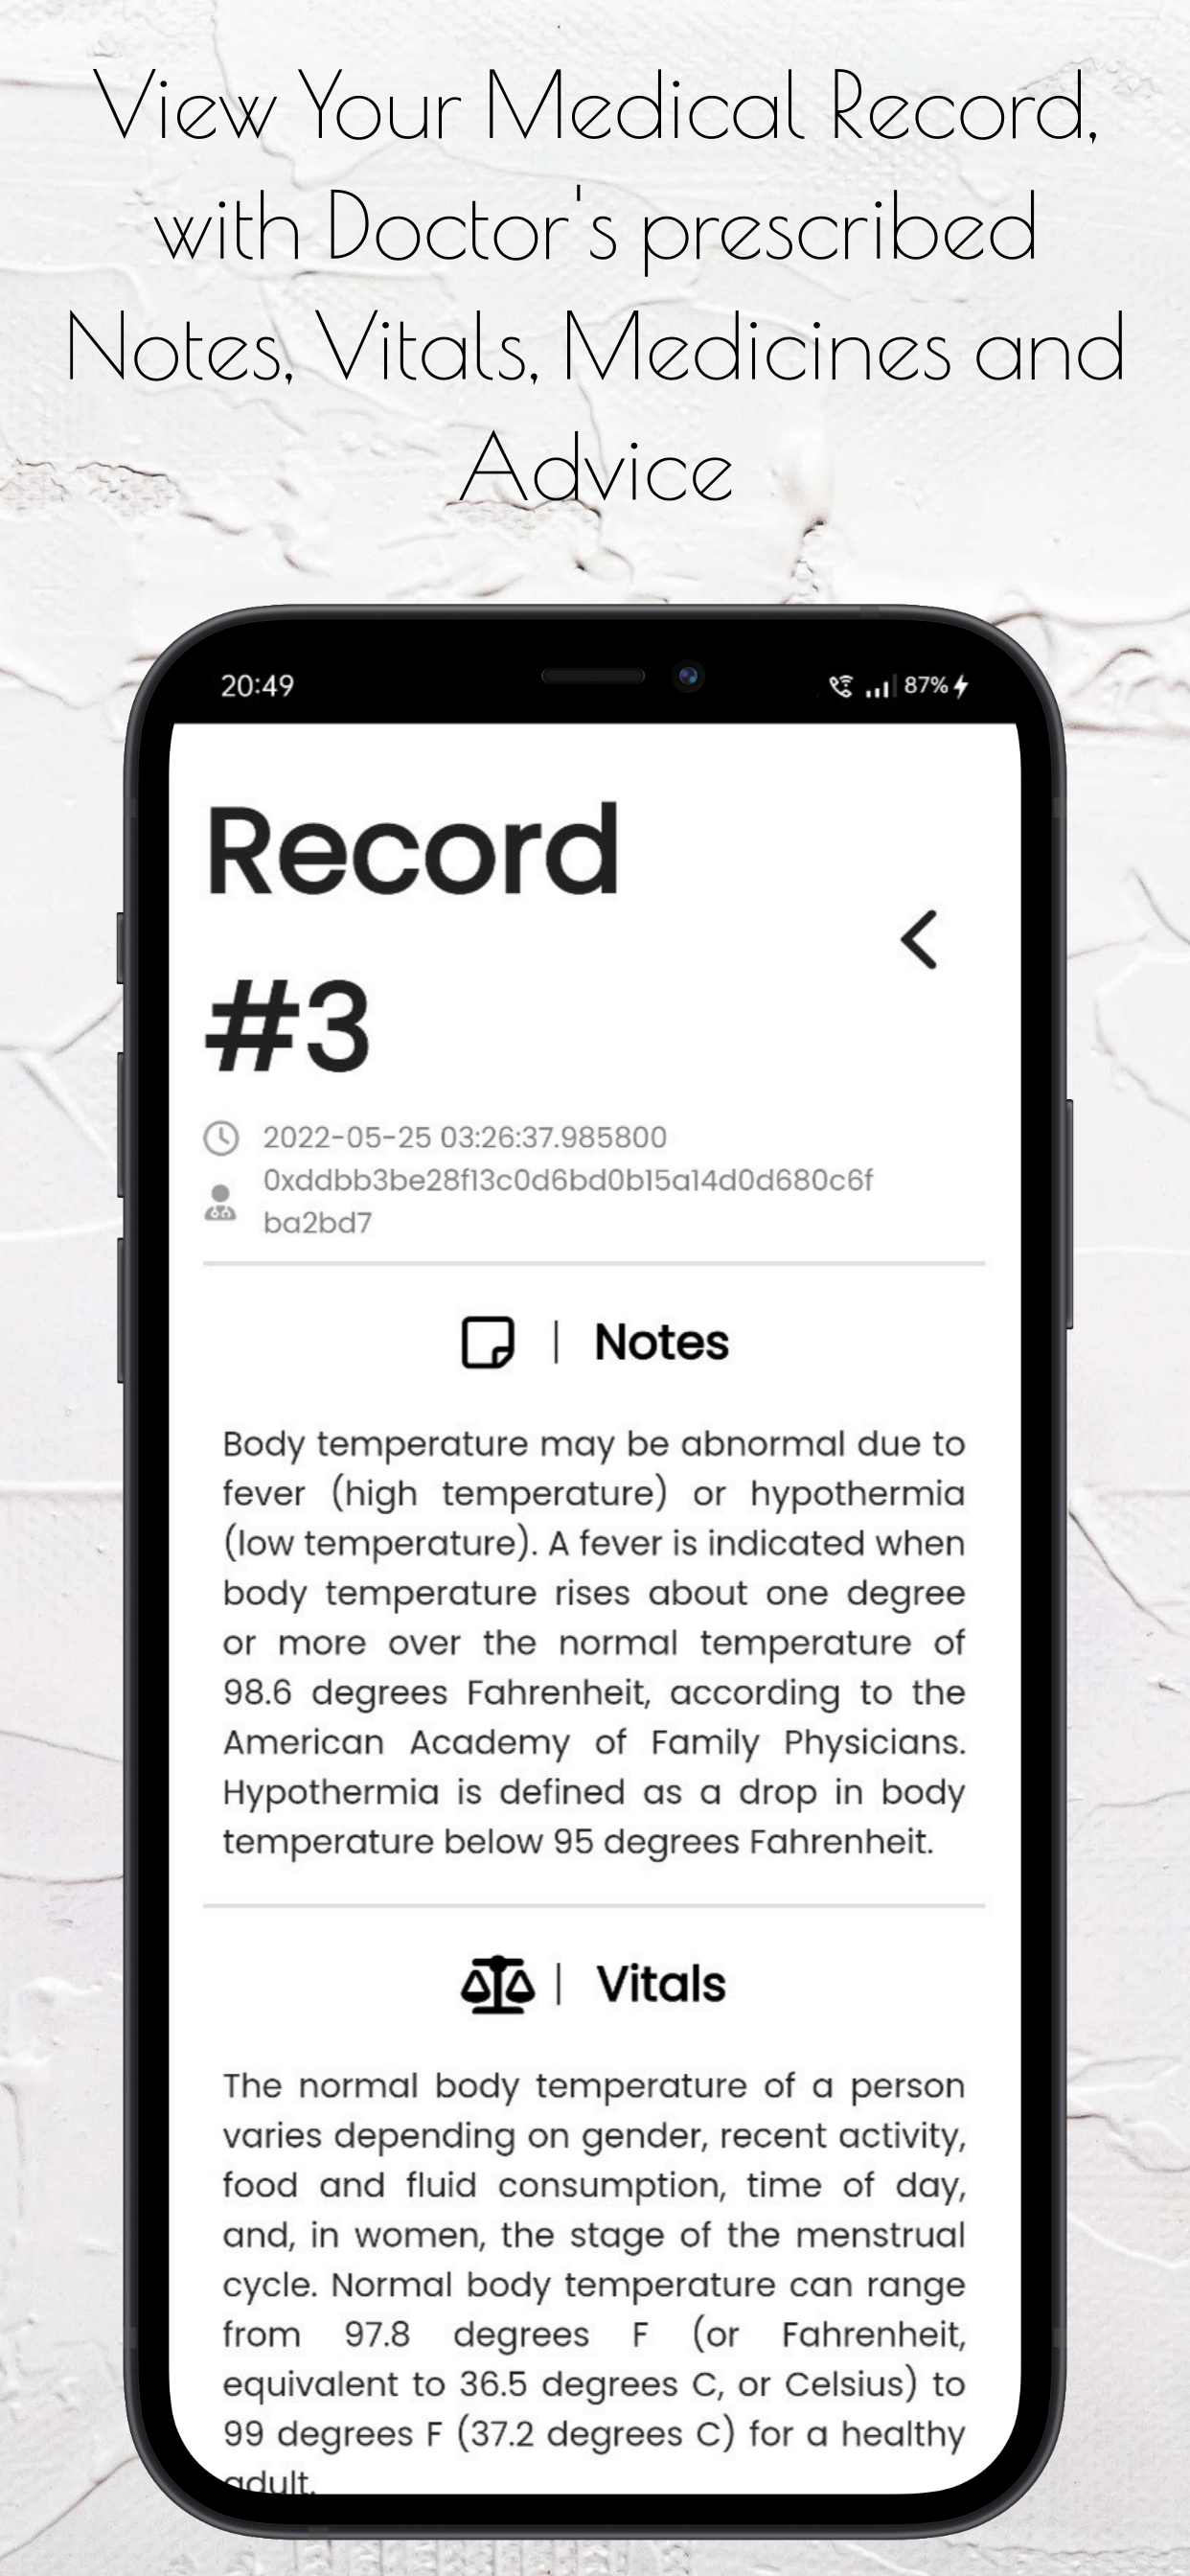 View Your Medical Record,
with Doctor's prescribed
Notes, Vitals, Medicines and
Advice
20:49
87%
Record
#3
2022-05-25 03:26:37.985800
0xddbb3be28f13c0d6bd0b15a14d0d680c6f
ba2bd7
Notes
Body temperature may be abnormal due to
fever (high temperature) or hypothermia
(low temperature). A fever is indicated when
body temperature rises about one degree
or more over the normal temperature of
98.6 degrees Fahrenheit, according to the
American Academy of Family Physicians.
Hypothermia is defined as a drop in body
temperature below 95 degrees Fahrenheit.
Vitals
The normal body temperature of a person
varies depending on gender, recent activity,
food and fluid consumption, time of day,
and, in women, the stage of the menstrual
cycle. Normal body temperature can range
from 97.8 degrees F (or Fahrenheit,
equivalent to 36.5 degrees C, or Celsius) to
99 degrees F (37.2 degrees C) for a healthy
adult.